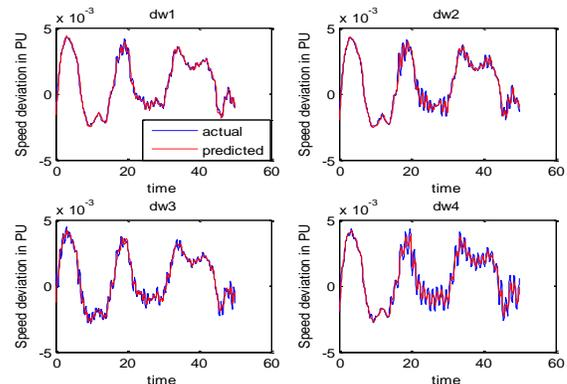 dw1
x 10^-3
Speed deviation in PU
5
0
-5
0 20 40 60
time
actual
predicted
dw2
x 10^-3
Speed deviation in PU
5
0
-5
0 20 40 60
time
dw3
x 10^-3
Speed deviation in PU
5
0
-5
0 20 40 60
time
dw4
x 10^-3
Speed deviation in PU
5
0
-5
0 20 40 60
time